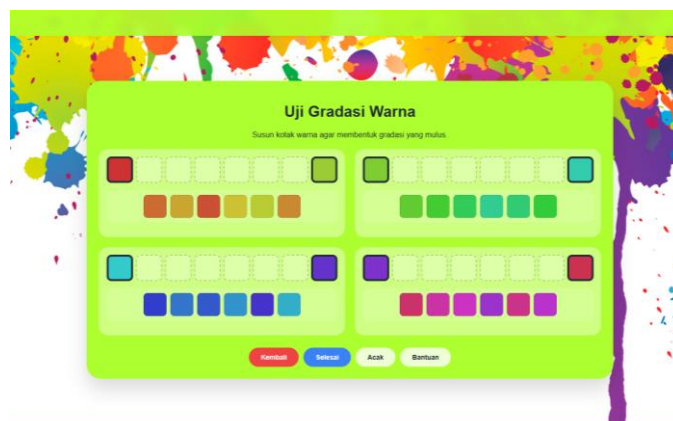 Uji Gradasi Warna
Susun kotak warna agar membentuk gradasi yang mulus
Kembali Selesai Acak Bantuan